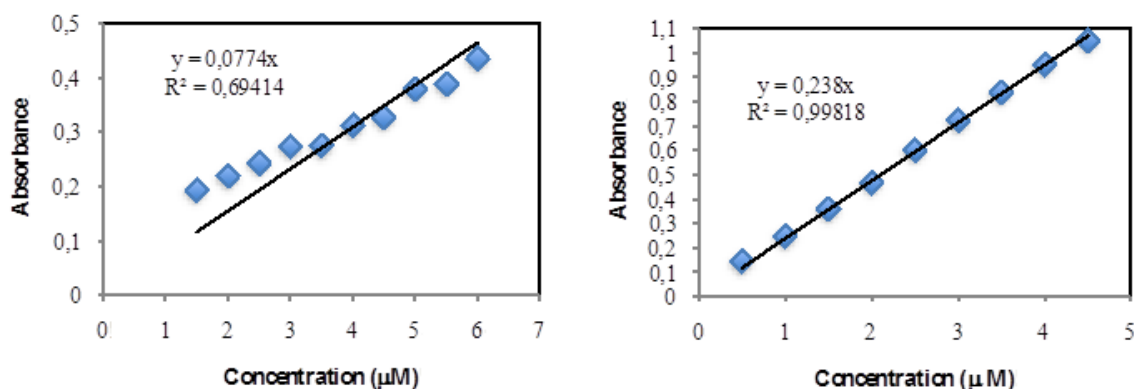 0,5
y = 0,0774x
R² = 0,69414
0,4
0,3
0,2
0,1
0
Absorbance
0 1 2 3 4 5 6 7
Concentration (µM)
1,1
1
y = 0,238x
R² = 0,99818
0,9
0,8
0,7
0,6
0,5
0,4
0,3
0,2
0,1
0
Absorbance
0 1 2 3 4 5
Concentration (µM)